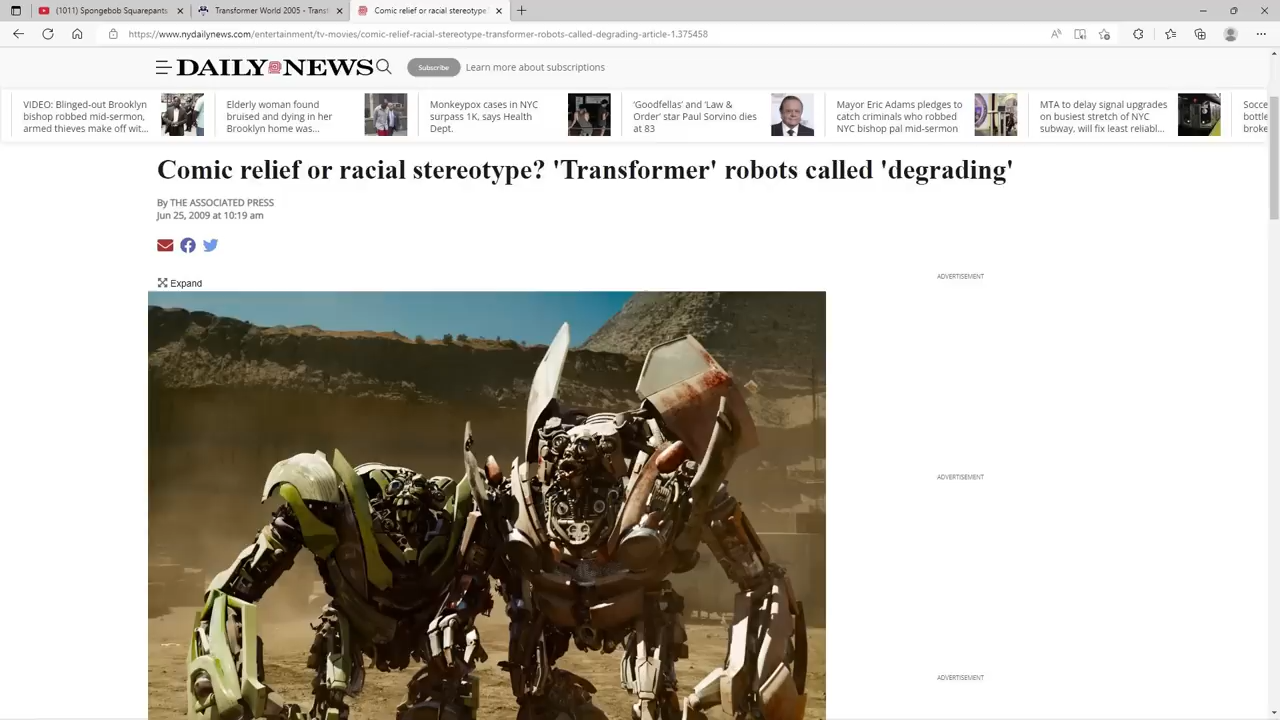 (1011) Spongebob Squarepants
Transformer World 2005 - Transf
Comic relief or racial stereotype?
https://www.nydailynews.com/entertainment/tv-movies/comic-relief-racial-stereotype-transformer-robots-called-degrading-article-1.375458
DAILY NEWS
Subscribe
Learn more about subscriptions
VIDEO: Blinged-out Brooklyn
bishop robbed mid-sermon,
armed thieves make off wit...
Elderly woman found
bruised and dying in her
Brooklyn home was...
Monkeypox cases in NYC
surpass 1K, says Health
Dept.
‘Goodfellas’ and ‘Law &
Order’ star Paul Sorvino dies
at 83
Mayor Eric Adams pledges to
catch criminals who robbed
NYC bishop pal mid-sermon
MTA to delay signal upgrades
on busiest stretch of NYC
subway, will fix least reliabl...
Socce
bottle
broke
Comic relief or racial stereotype? 'Transformer' robots called 'degrading'
By THE ASSOCIATED PRESS
Jun 25, 2009 at 10:19 am
Expand
ADVERTISEMENT
ADVERTISEMENT
ADVERTISEMENT